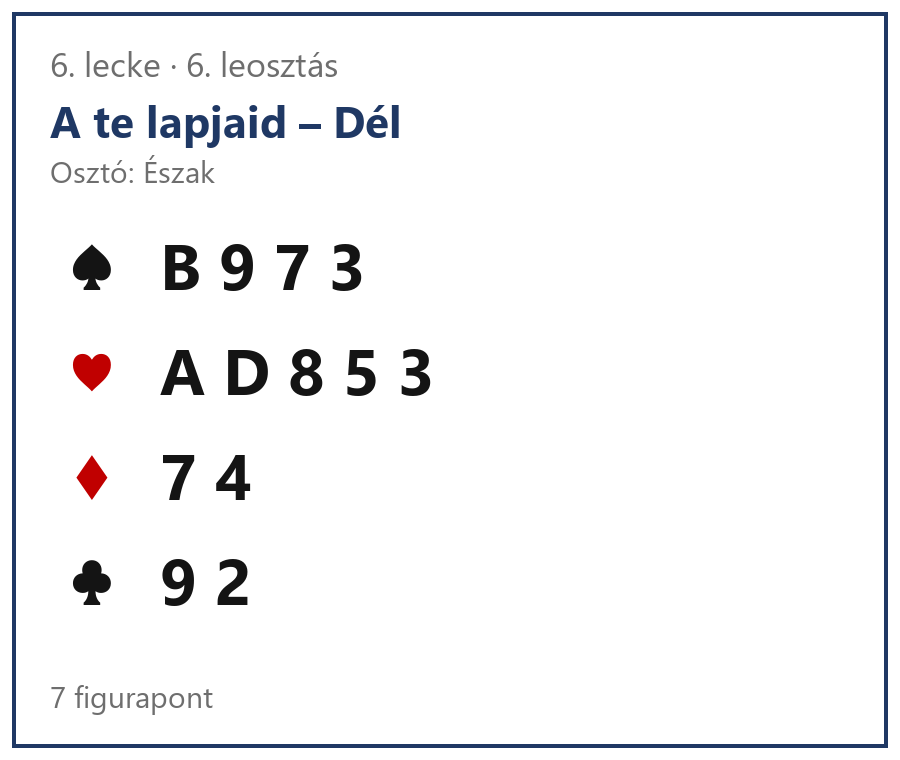 6. lecke · 6. leosztás
A te lapjaid – Dél
Osztó: Észak
♠ B 9 7 3
♥ A D 8 5 3
♦ 7 4
♣ 9 2
7 figurapont